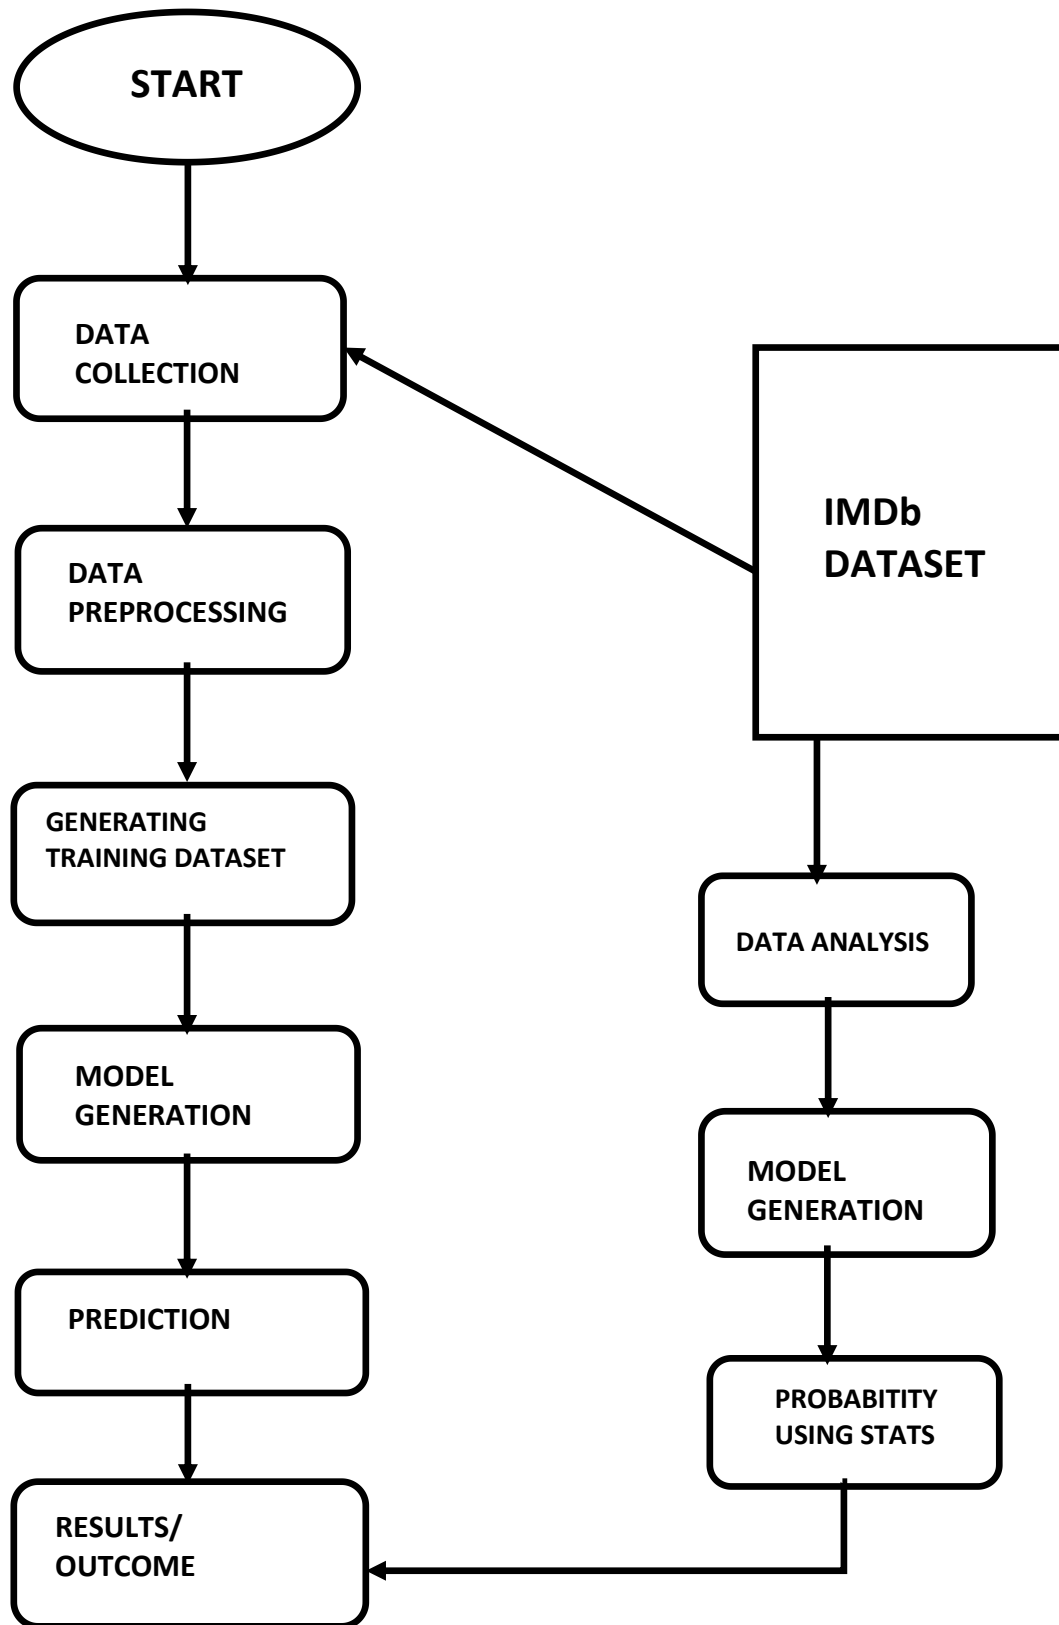 START
DATA
COLLECTION
IMDb
DATASET
DATA
PREPROCESSING
GENERATING
TRAINING DATASET
DATA ANALYSIS
MODEL
GENERATION
MODEL
GENERATION
PREDICTION
PROBABITITY
USING STATS
RESULTS/
OUTCOME